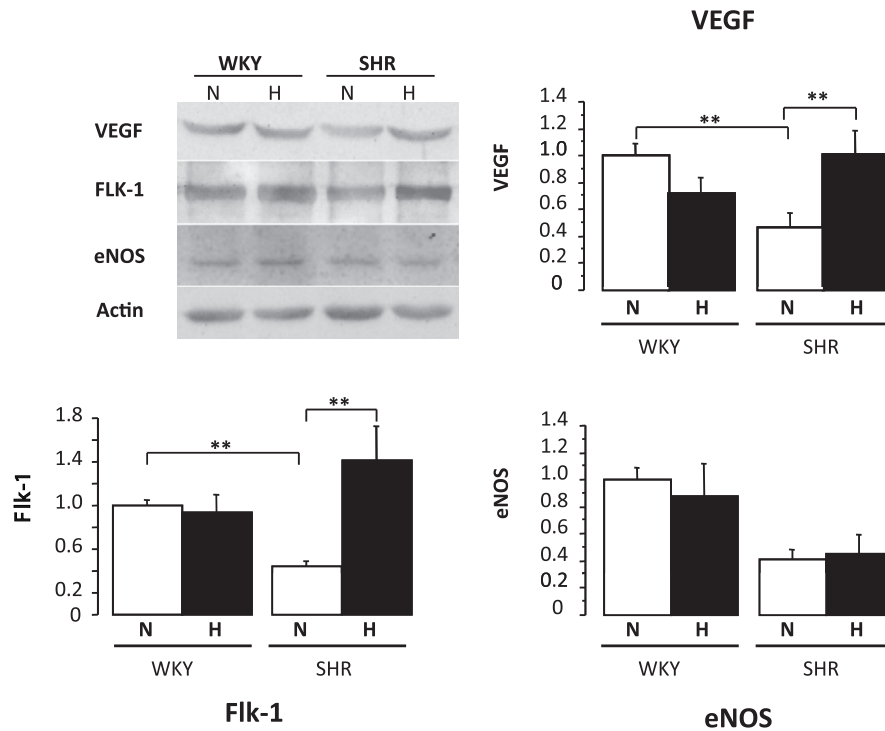 VEGF
WKY SHR
N H N H
VEGF
FLK-1
eNOS
Actin
VEGF
1.4
1.2
1.0
0.8
0.6
0.4
0.2
0
** **
N H N H
WKY SHR
Flk-1
1.8
1.4
1.0
0.6
0.2
0
** **
N H N H
WKY SHR
Flk-1
eNOS
1.4
1.2
1.0
0.8
0.6
0.4
0.2
0
N H N H
WKY SHR
eNOS